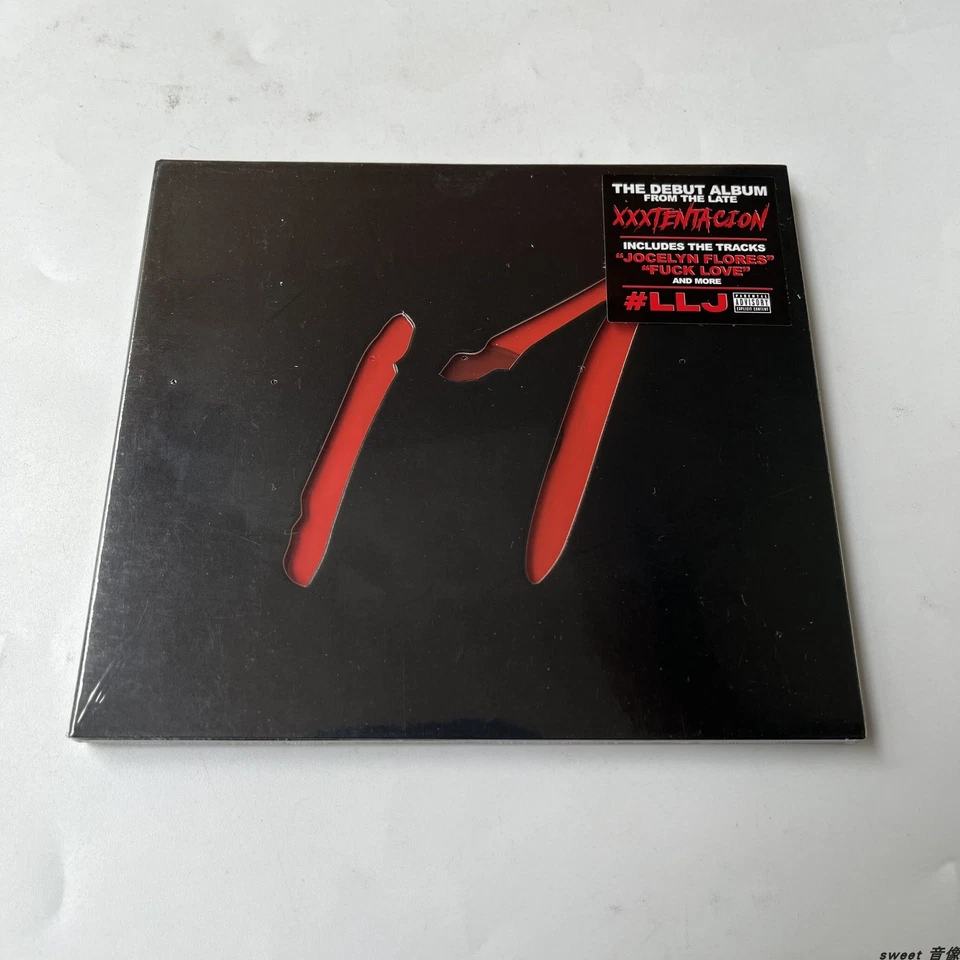 THE DEBUT ALBUM
FROM THE LATE
XXXTENTACION
INCLUDES THE TRACKS
“JOCELYN FLORES”
“FUCK LOVE”
AND MORE
#LLJ
PARENTAL
ADVISORY
EXPLICIT CONTENT
17
sweet 音像